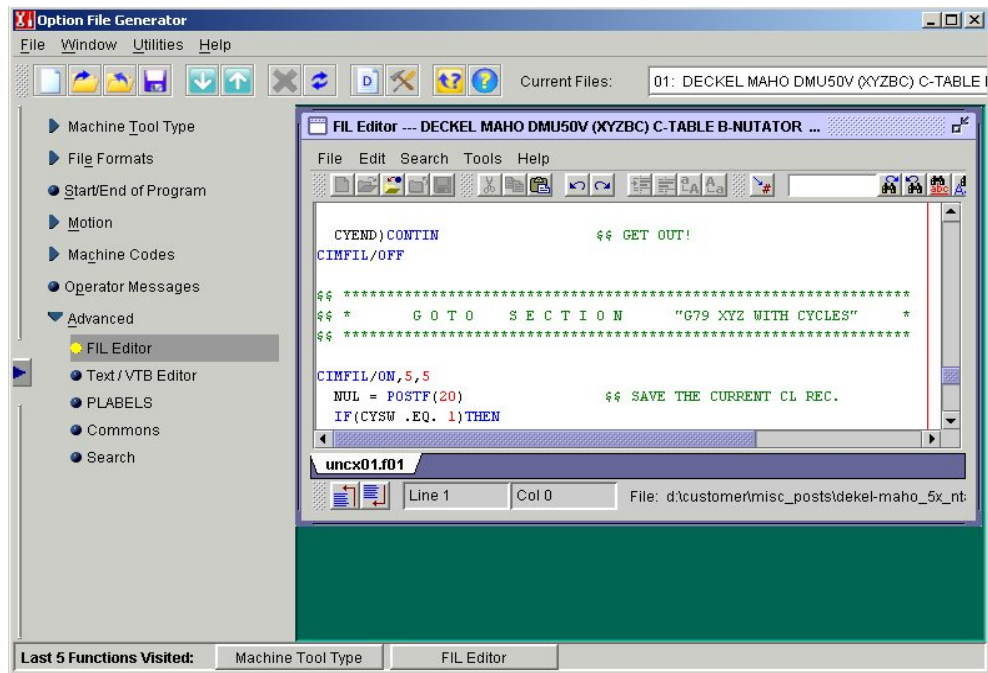 Option File Generator
File Window Utilities Help
Current Files: 01: DECKEL MAHO DMU50V (XYZBC) C-TABLE
Machine Tool Type
File Formats
Start/End of Program
Motion
Machine Codes
Operator Messages
Advanced
FIL Editor
Text / VTB Editor
PLABELS
Commons
Search
FIL Editor --- DECKEL MAHO DMU50V (XYZBC) C-TABLE B-NUTATOR ...
File Edit Search Tools Help
CYEND)CONTIN $$ GET OUT!
CIMFIL/OFF
$$ *****************************************************************
$$ * G O T O S E C T I O N "G79 XYZ WITH CYCLES" *
$$ *****************************************************************
CIMFIL/ON,5,5
NUL = POSTF(20) $$ SAVE THE CURRENT CL REC.
IF(CYSW .EQ. 1)THEN
uncx01.f01
Line 1 Col 0 File: d:\customer\misc_posts\dekel-maho_5x_nt
Last 5 Functions Visited: Machine Tool Type FIL Editor